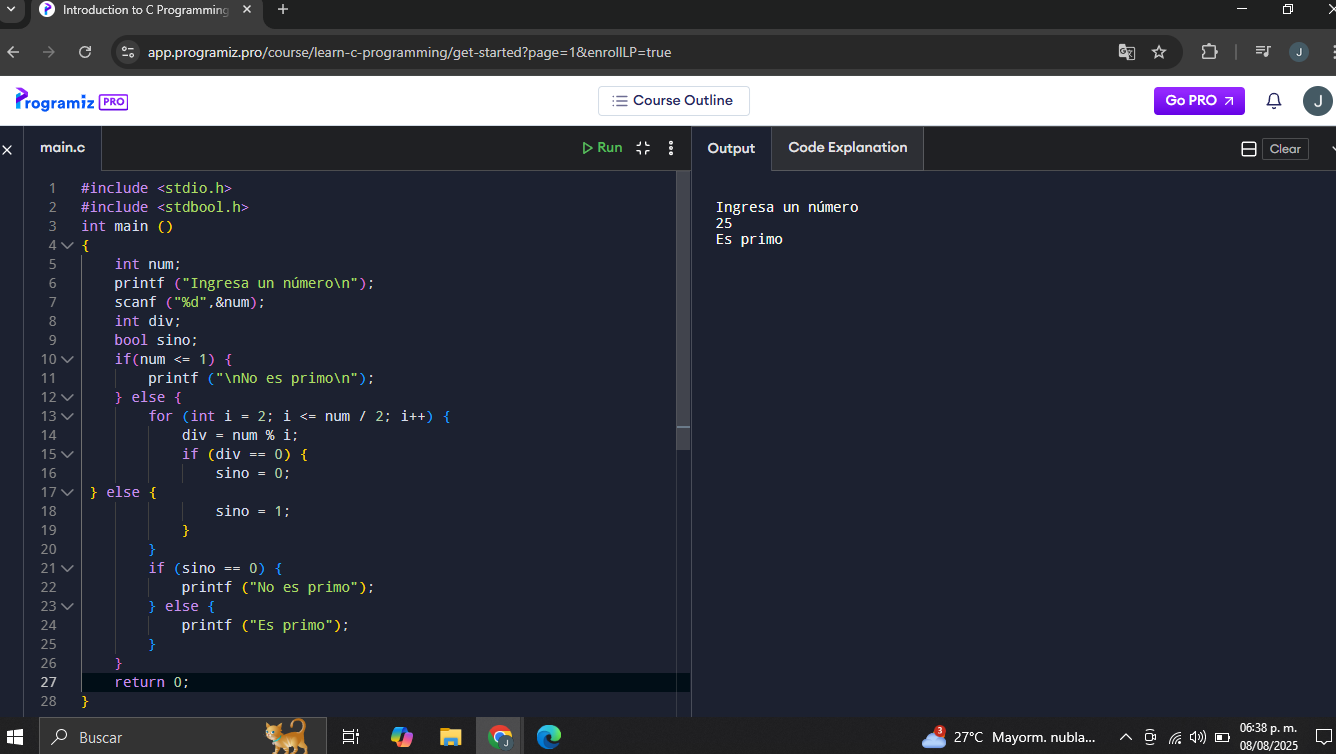 Introduction to C Programming
app.programiz.pro/course/learn-c-programming/get-started?page=1&enrollLP=true
J
Programiz PRO
Course Outline
Go PRO
J
main.c
Run
Output
Code Explanation
Clear
1 #include <stdio.h>
2 #include <stdbool.h>
3 int main ()
4 {
5 int num;
6 printf ("Ingresa un número\n");
7 scanf ("%d",&num);
8 int div;
9 bool sino;
10 if(num <= 1) {
11 printf ("\nNo es primo\n");
12 } else {
13 for (int i = 2; i <= num / 2; i++) {
14 div = num % i;
15 if (div == 0) {
16 sino = 0;
17 } else {
18 sino = 1;
19 }
20 }
21 if (sino == 0) {
22 printf ("No es primo");
23 } else {
24 printf ("Es primo");
25 }
26 }
27 return 0;
28 }
Ingresa un número
25
Es primo
Buscar
J
3
27°C Mayorm. nubla...
06:38 p. m.
08/08/2025